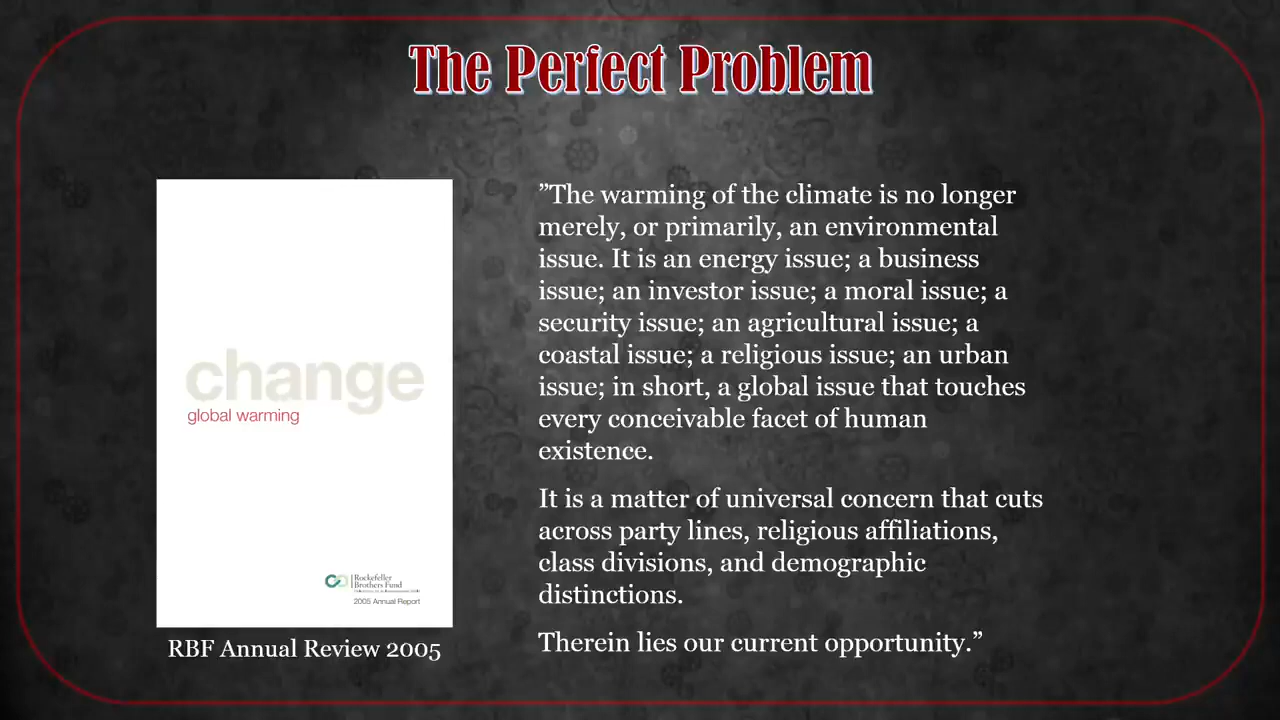 The Perfect Problem
change
global warming
Rockefeller
Brothers Fund
2005 Annual Report
RBF Annual Review 2005
”The warming of the climate is no longer
merely, or primarily, an environmental
issue. It is an energy issue; a business
issue; an investor issue; a moral issue; a
security issue; an agricultural issue; a
coastal issue; a religious issue; an urban
issue; in short, a global issue that touches
every conceivable facet of human
existence.
It is a matter of universal concern that cuts
across party lines, religious affiliations,
class divisions, and demographic
distinctions.
Therein lies our current opportunity.”